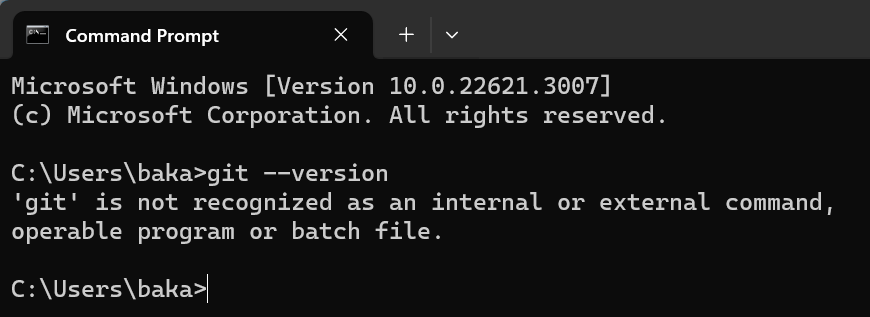 Command Prompt
Microsoft Windows [Version 10.0.22621.3007]
(c) Microsoft Corporation. All rights reserved.
C:\Users\baka>git --version
'git' is not recognized as an internal or external command,
operable program or batch file.
C:\Users\baka>